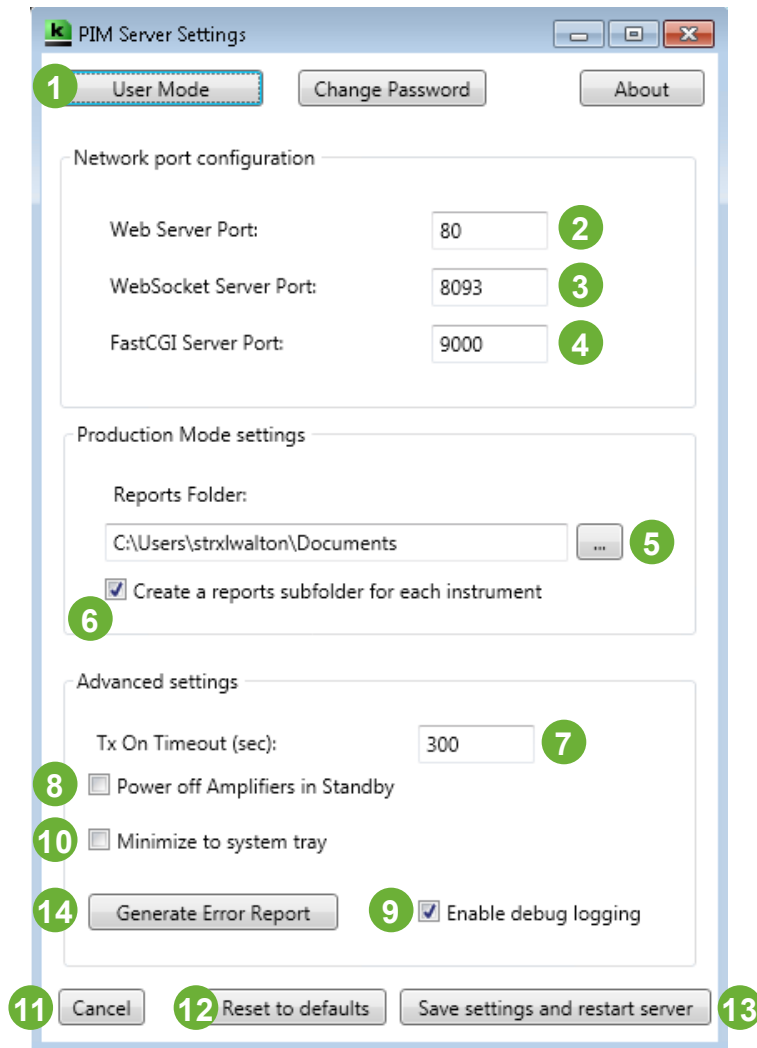 k PIM Server Settings
1 User Mode Change Password About
Network port configuration
Web Server Port: 80 2
WebSocket Server Port: 8093 3
FastCGI Server Port: 9000 4
Production Mode settings
Reports Folder:
C:\Users\strxlwalton\Documents ... 5
Create a reports subfolder for each instrument
6
Advanced settings
Tx On Timeout (sec): 300 7
8 Power off Amplifiers in Standby
10 Minimize to system tray
14 Generate Error Report 9 Enable debug logging
11 Cancel 12 Reset to defaults Save settings and restart server 13